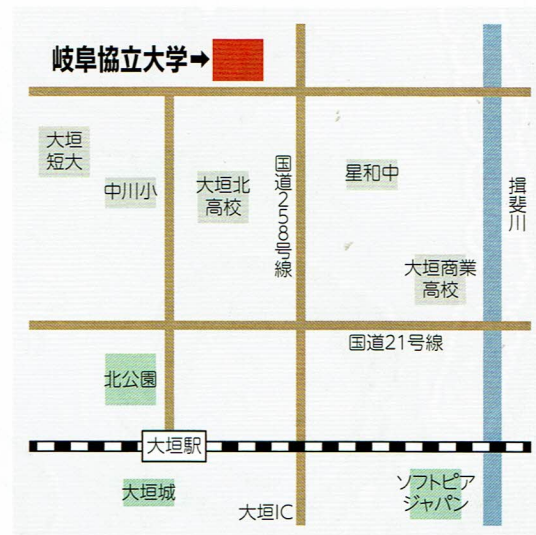 岐阜協立大学➡
大垣
短大
中川小
大垣北
高校
国道258号線
星和中
揖斐川
大垣商業
高校
国道21号線
北公園
大垣駅
大垣城
大垣IC
ソフトピア
ジャパン